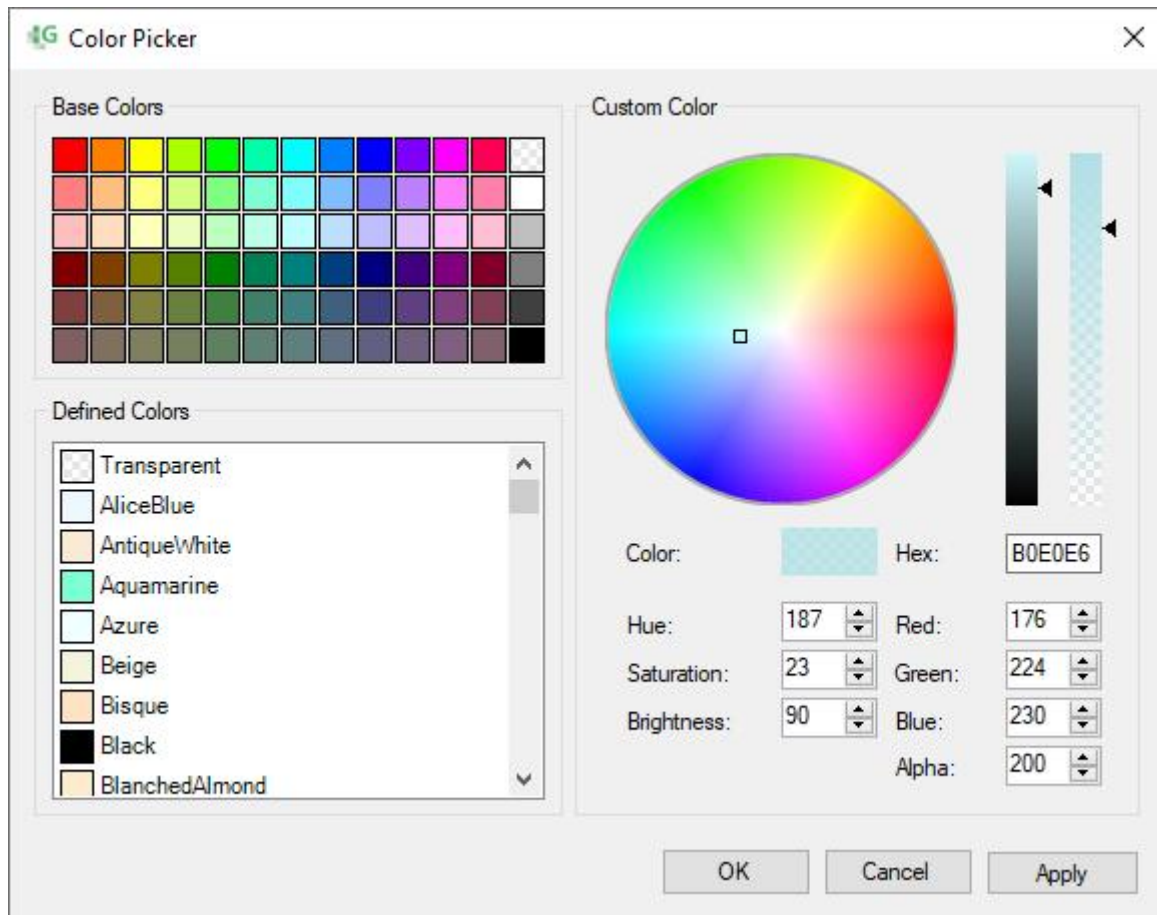 G Color Picker
Base Colors
Custom Color
Defined Colors
Transparent
AliceBlue
AntiqueWhite
Aquamarine
Azure
Beige
Bisque
Black
BlanchedAlmond
Color: Hex: B0E0E6
Hue: 187 Red: 176
Saturation: 23 Green: 224
Brightness: 90 Blue: 230
Alpha: 200
OK Cancel Apply